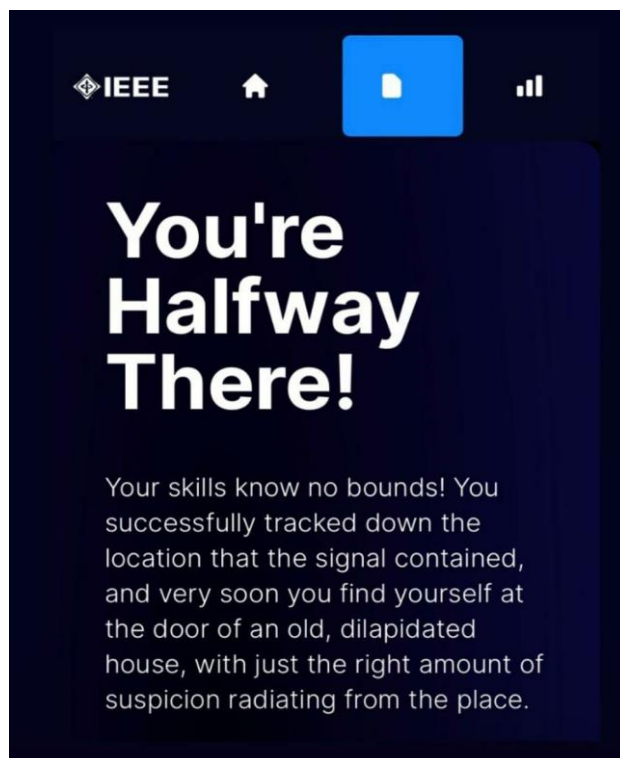 IEEE
You're
Halfway
There!
Your skills know no bounds! You
successfully tracked down the
location that the signal contained,
and very soon you find yourself at
the door of an old, dilapidated
house, with just the right amount of
suspicion radiating from the place.